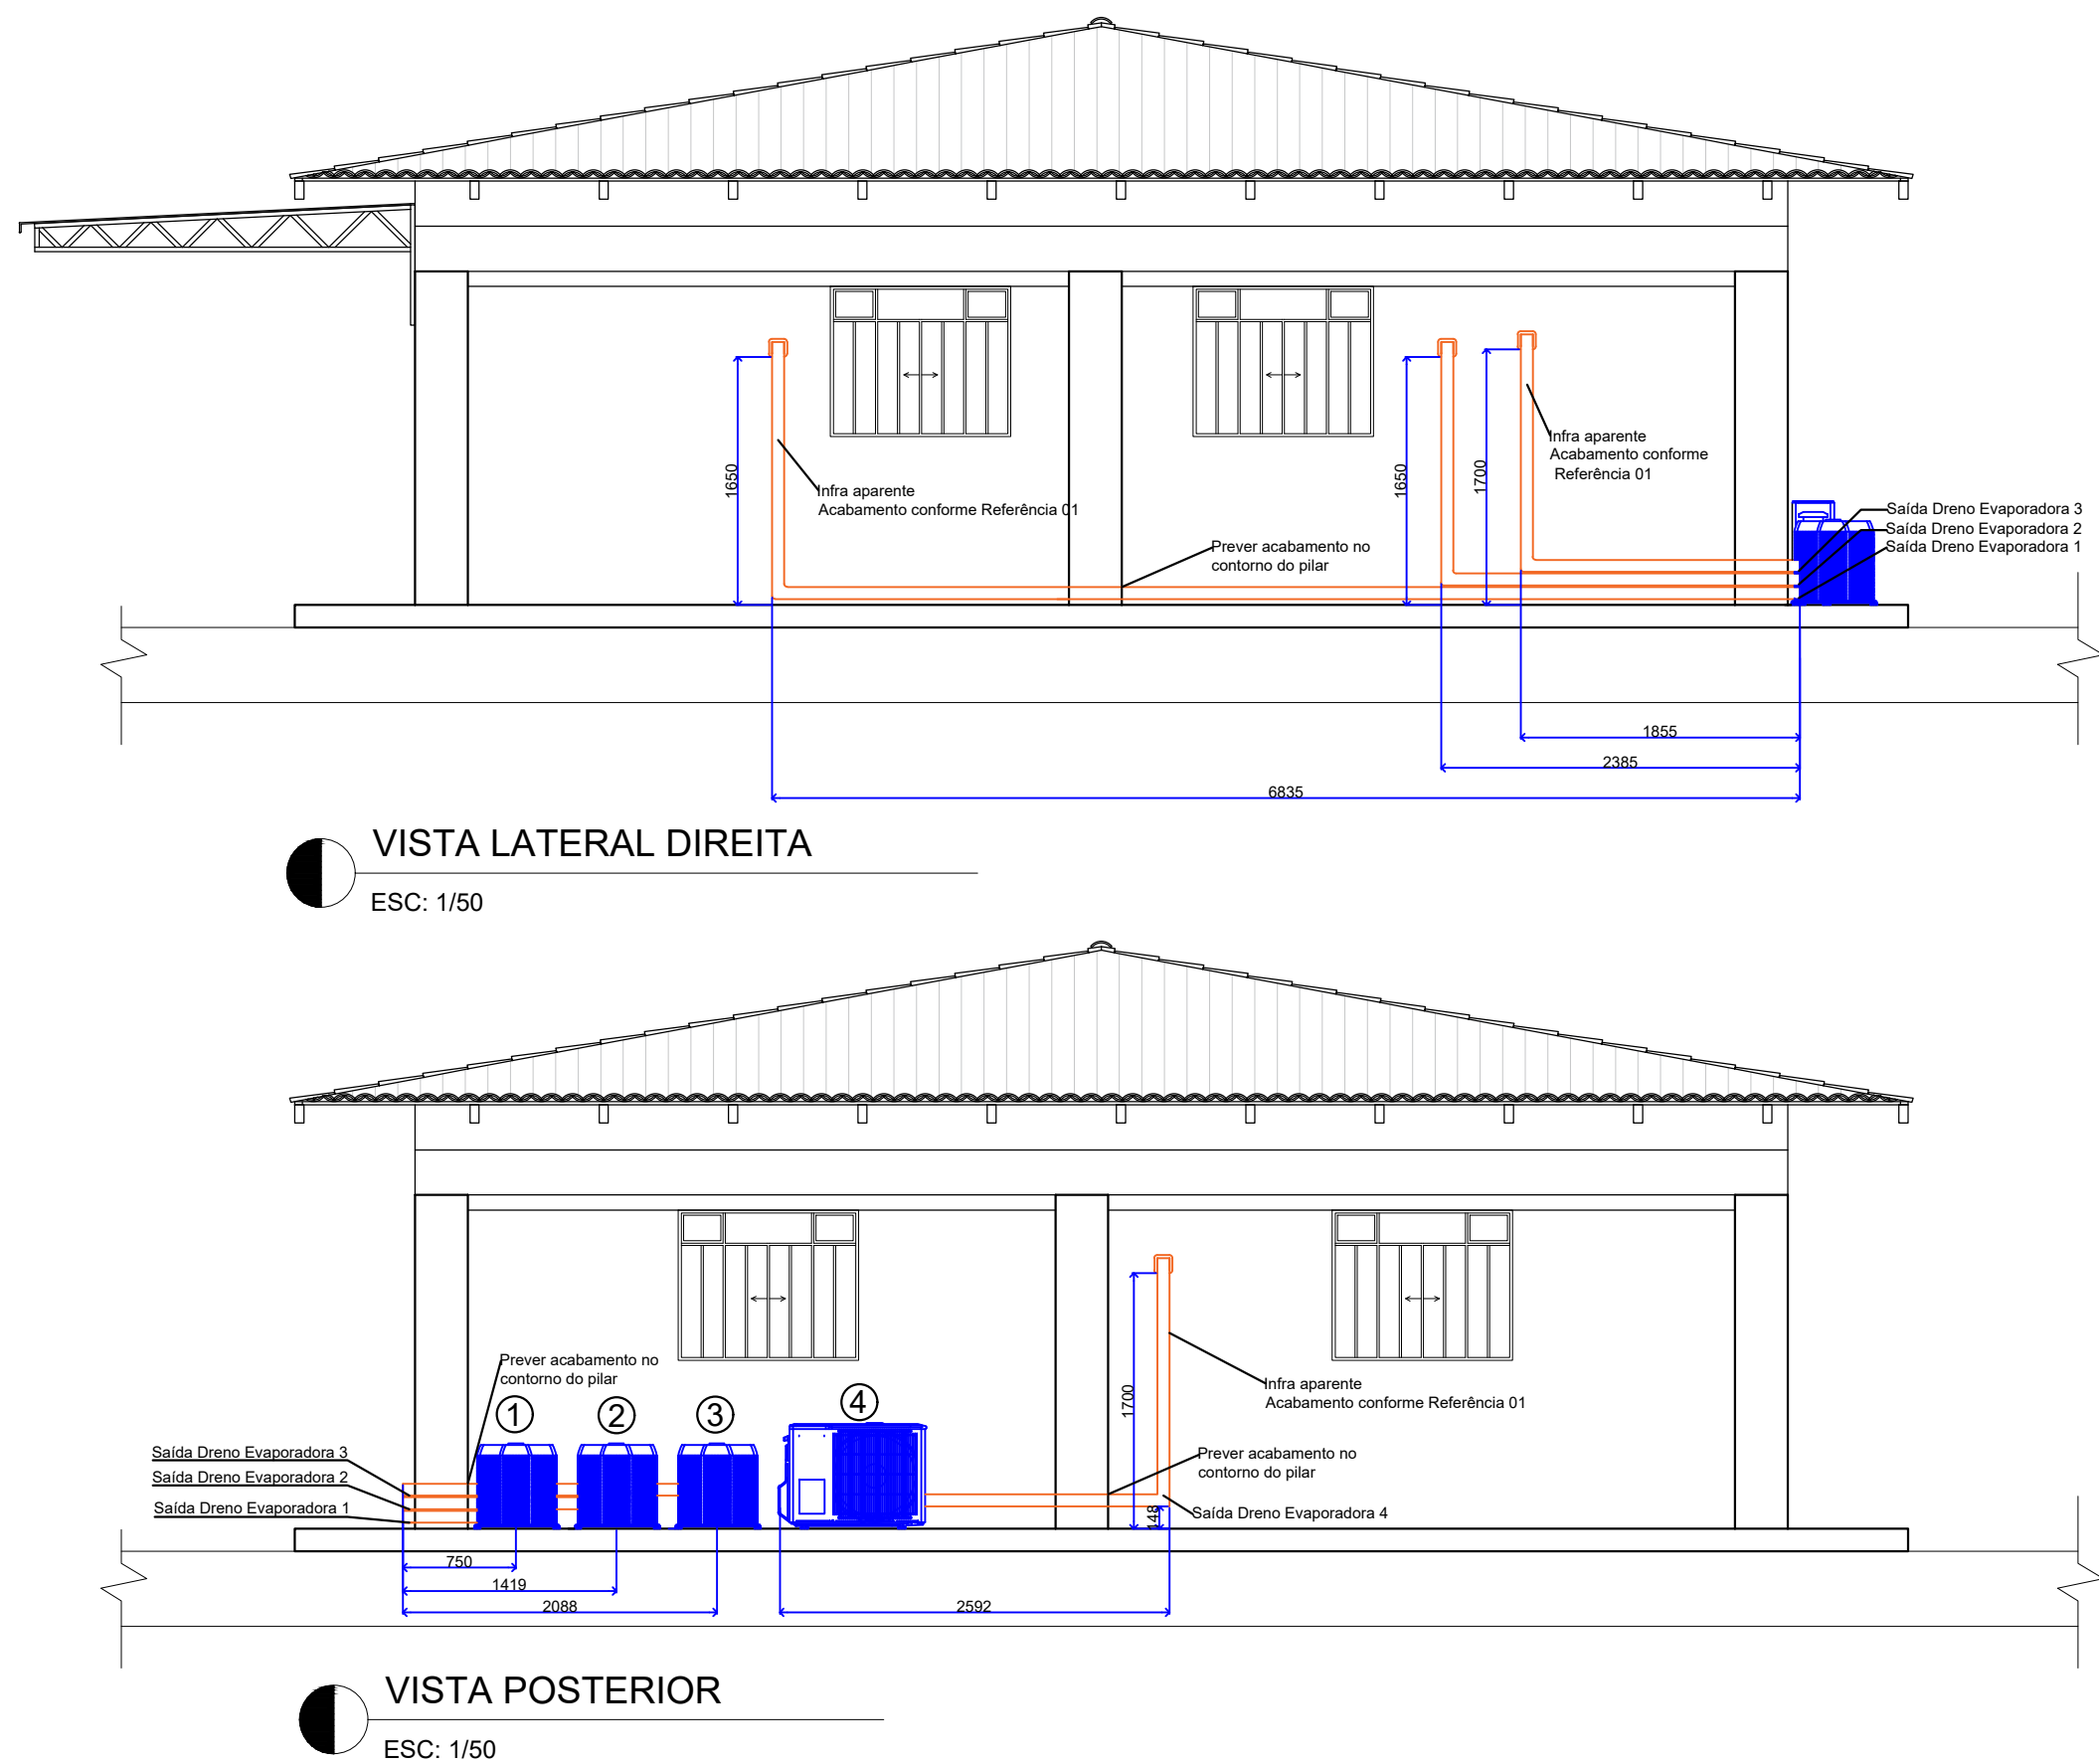 1650
Infra aparente
Acabamento conforme Referência 01
Prever acabamento no
contorno do pilar
1650
1700
Infra aparente
Acabamento conforme
Referência 01
Saída Dreno Evaporadora 3
Saída Dreno Evaporadora 2
Saída Dreno Evaporadora 1
1855
2385
6835
VISTA LATERAL DIREITA
ESC: 1/50
Prever acabamento no
contorno do pilar
1
2
3
4
Saída Dreno Evaporadora 3
Saída Dreno Evaporadora 2
Saída Dreno Evaporadora 1
1700
Infra aparente
Acabamento conforme Referência 01
Prever acabamento no
contorno do pilar
148
Saída Dreno Evaporadora 4
750
1419
2088
2592
VISTA POSTERIOR
ESC: 1/50